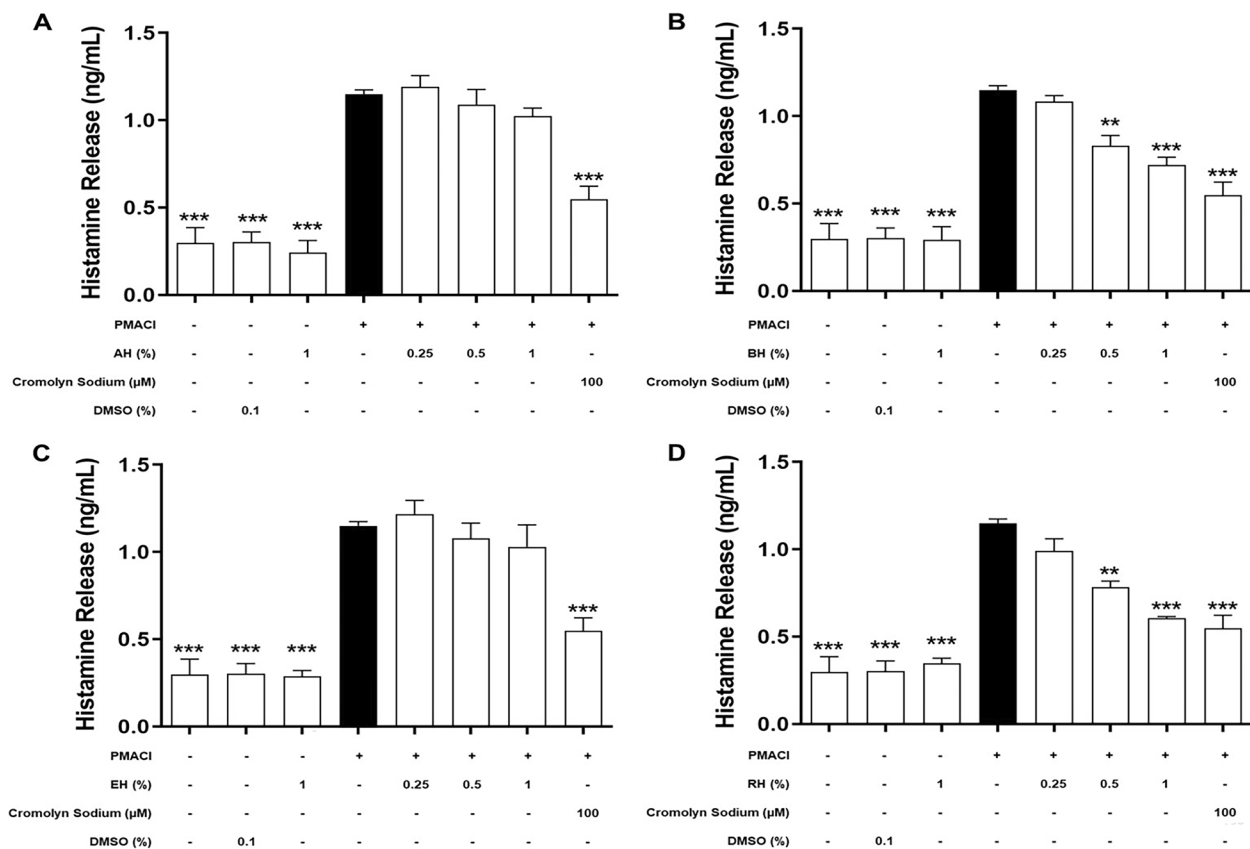 A
Histamine Release (ng/mL)
1.5
1.0
0.5
0.0
*** *** *** ***
PMACI - - - + + + + +
AH (%) - - 1 - 0.25 0.5 1 -
Cromolyn Sodium (µM) - - - - - - - 100
DMSO (%) - 0.1 - - - - - -
B
Histamine Release (ng/mL)
1.5
1.0
0.5
0.0
*** *** *** ** *** ***
PMACI - - - + + + + +
BH (%) - - 1 - 0.25 0.5 1 -
Cromolyn Sodium (µM) - - - - - - - 100
DMSO (%) - 0.1 - - - - - -
C
Histamine Release (ng/mL)
1.5
1.0
0.5
0.0
*** *** *** ***
PMACI - - - + + + + +
EH (%) - - 1 - 0.25 0.5 1 -
Cromolyn Sodium (µM) - - - - - - - 100
DMSO (%) - 0.1 - - - - - -
D
Histamine Release (ng/mL)
1.5
1.0
0.5
0.0
*** *** *** ** *** ***
PMACI - - - + + + + +
RH (%) - - 1 - 0.25 0.5 1 -
Cromolyn Sodium (µM) - - - - - - - 100
DMSO (%) - 0.1 - - - - - -